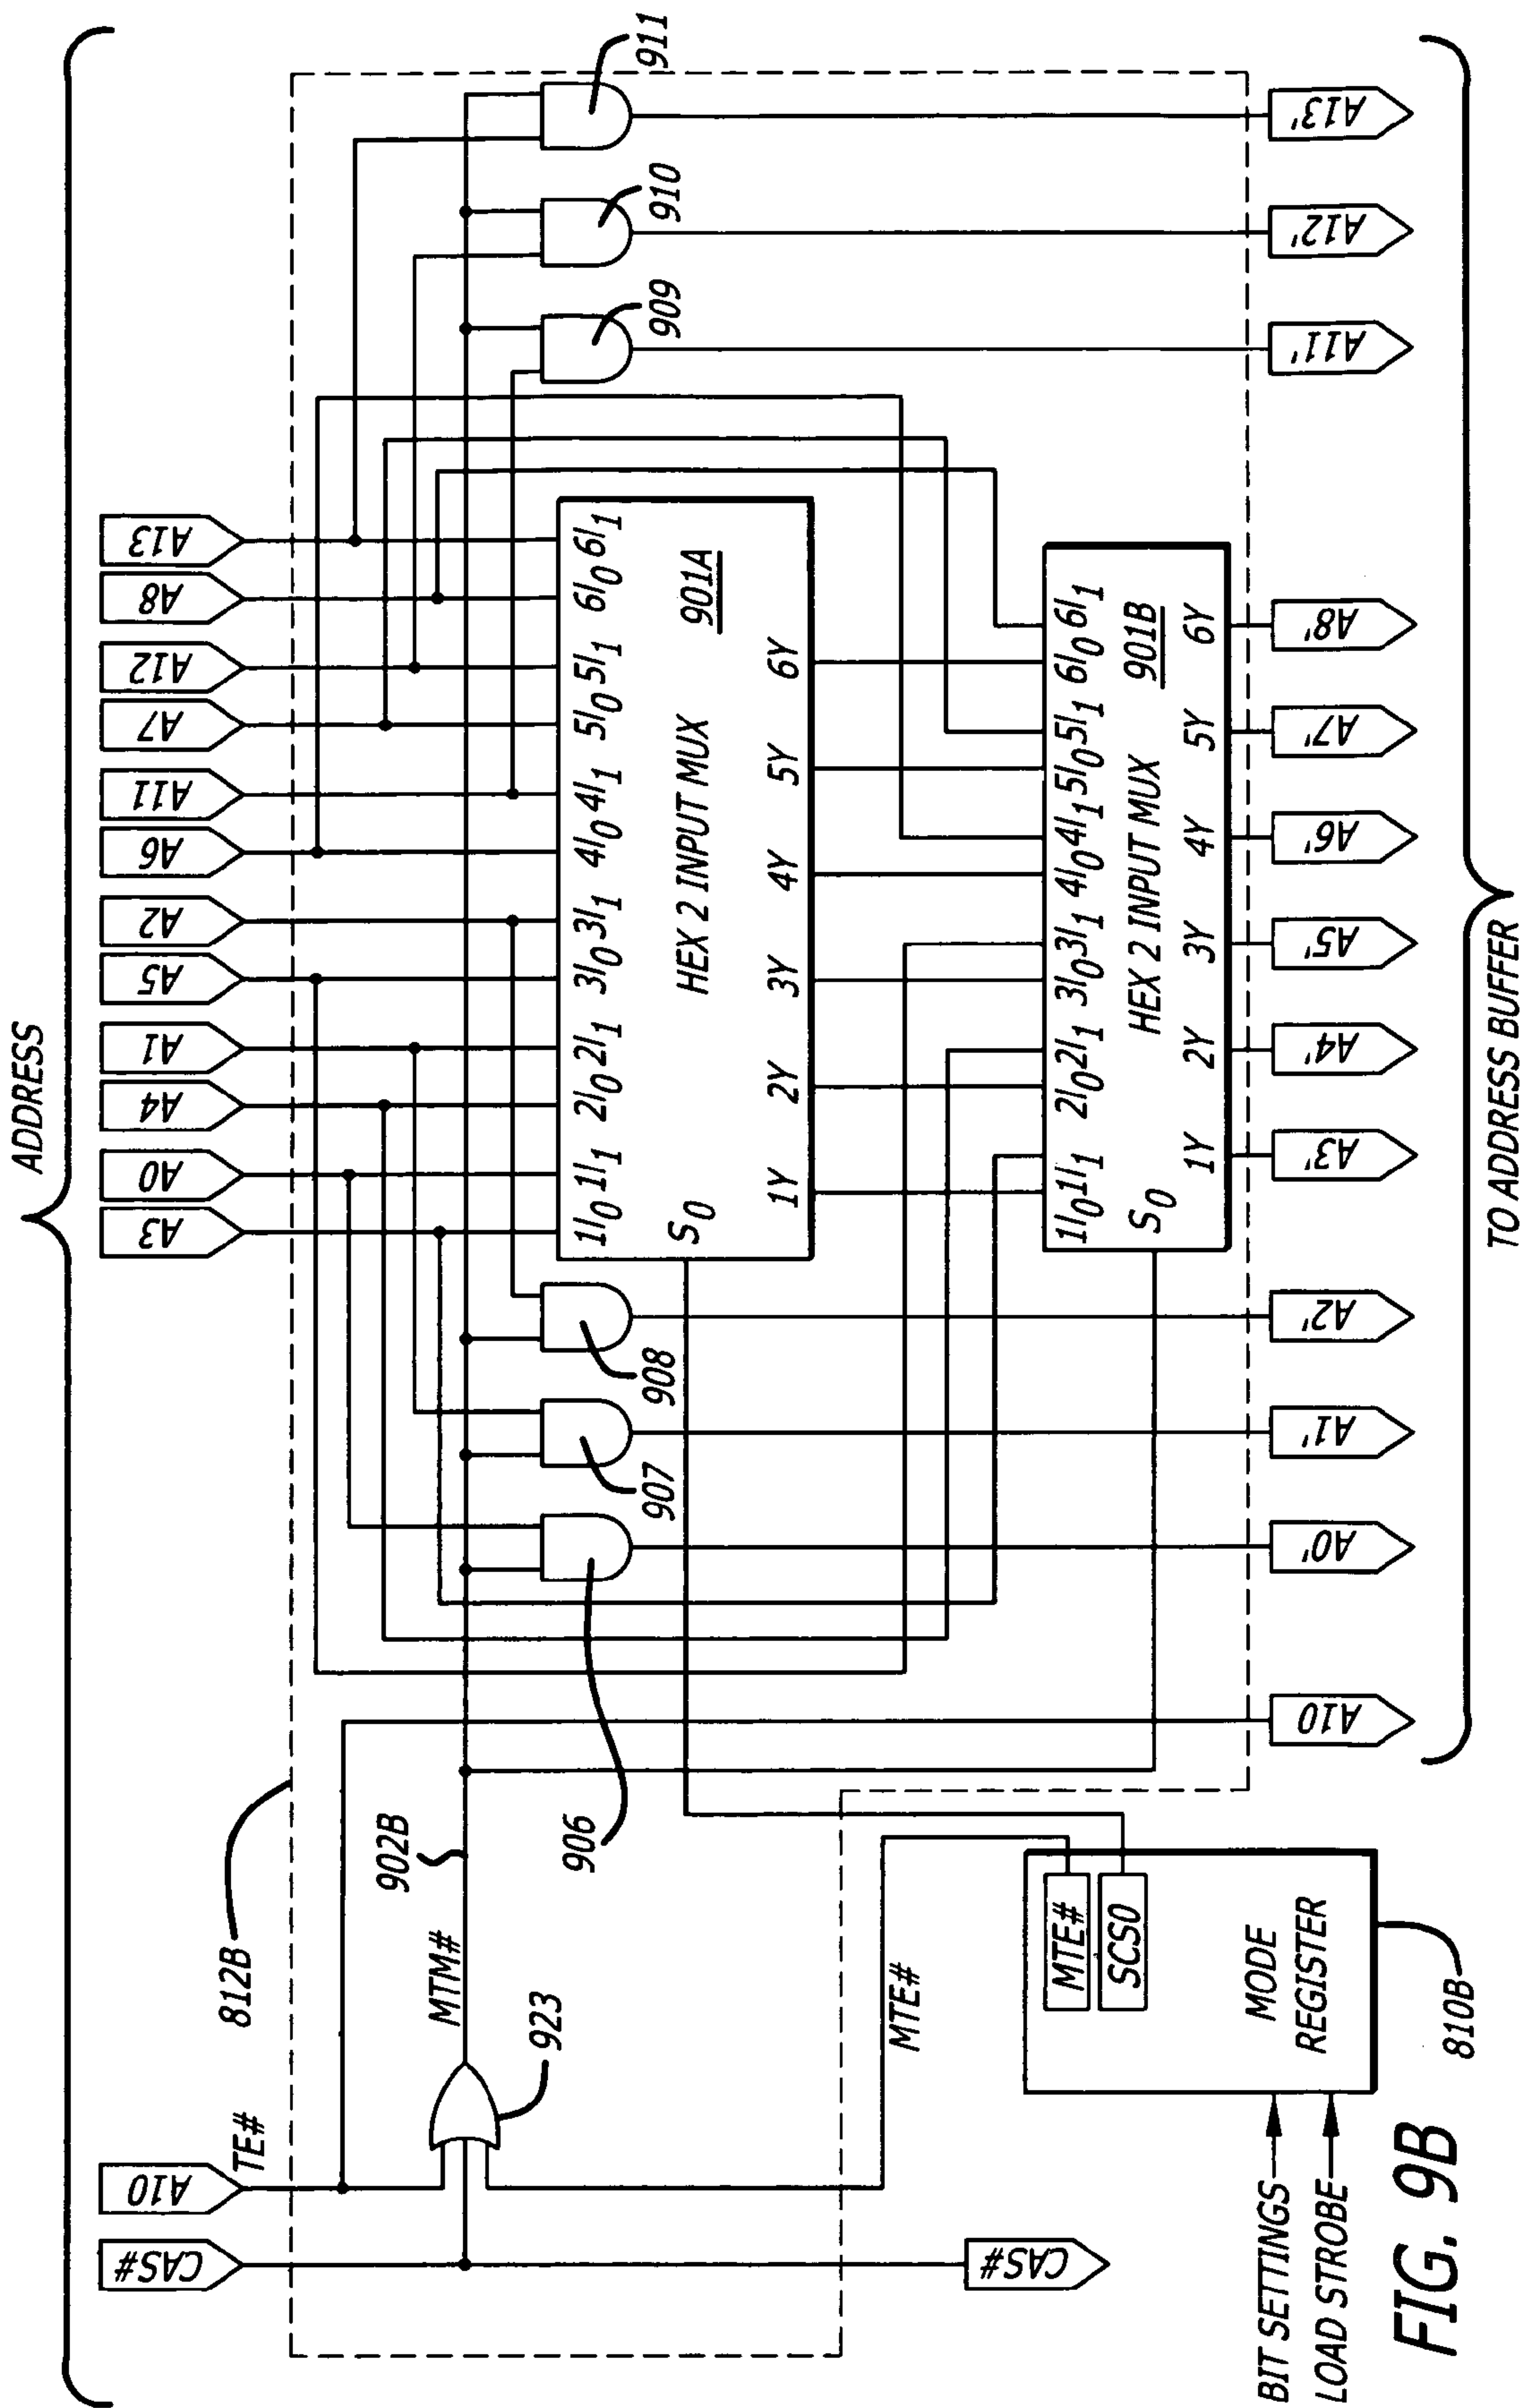 ADDRESS
CAS#
A10
TE#
A3
A0
A4
A1
A5
A2
A6
A11
A7
A12
A8
A13
812B
923
MTM#
902B
906
907
908
909
910
911
1I0 1I1 2I0 2I1 3I0 3I1 4I0 4I1 5I0 5I1 6I0 6I1
S0
HEX 2 INPUT MUX
901A
1Y 2Y 3Y 4Y 5Y 6Y
MTE#
1I0 1I1 2I0 2I1 3I0 3I1 4I0 4I1 5I0 5I1 6I0 6I1
S0
HEX 2 INPUT MUX
901B
1Y 2Y 3Y 4Y 5Y 6Y
CAS#
MTE#
SCS0
MODE
REGISTER
810B
BIT SETTINGS
LOAD STROBE
A10
A0'
A1'
A2'
A3'
A4'
A5'
A6'
A7'
A8'
A11'
A12'
A13'
TO ADDRESS BUFFER
FIG. 9B